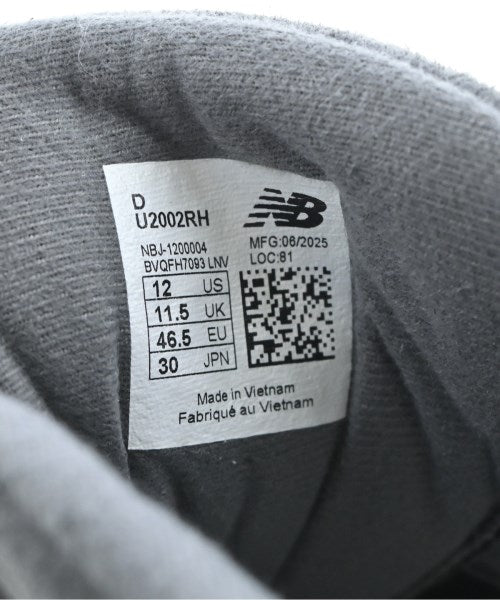 D
U2002RH
NB
NBJ-1200004
BVQFH7093 LNV
MFG:06/2025
LOC:81
12 US
11.5 UK
46.5 EU
30 JPN
Made in Vietnam
Fabriqué au Vietnam